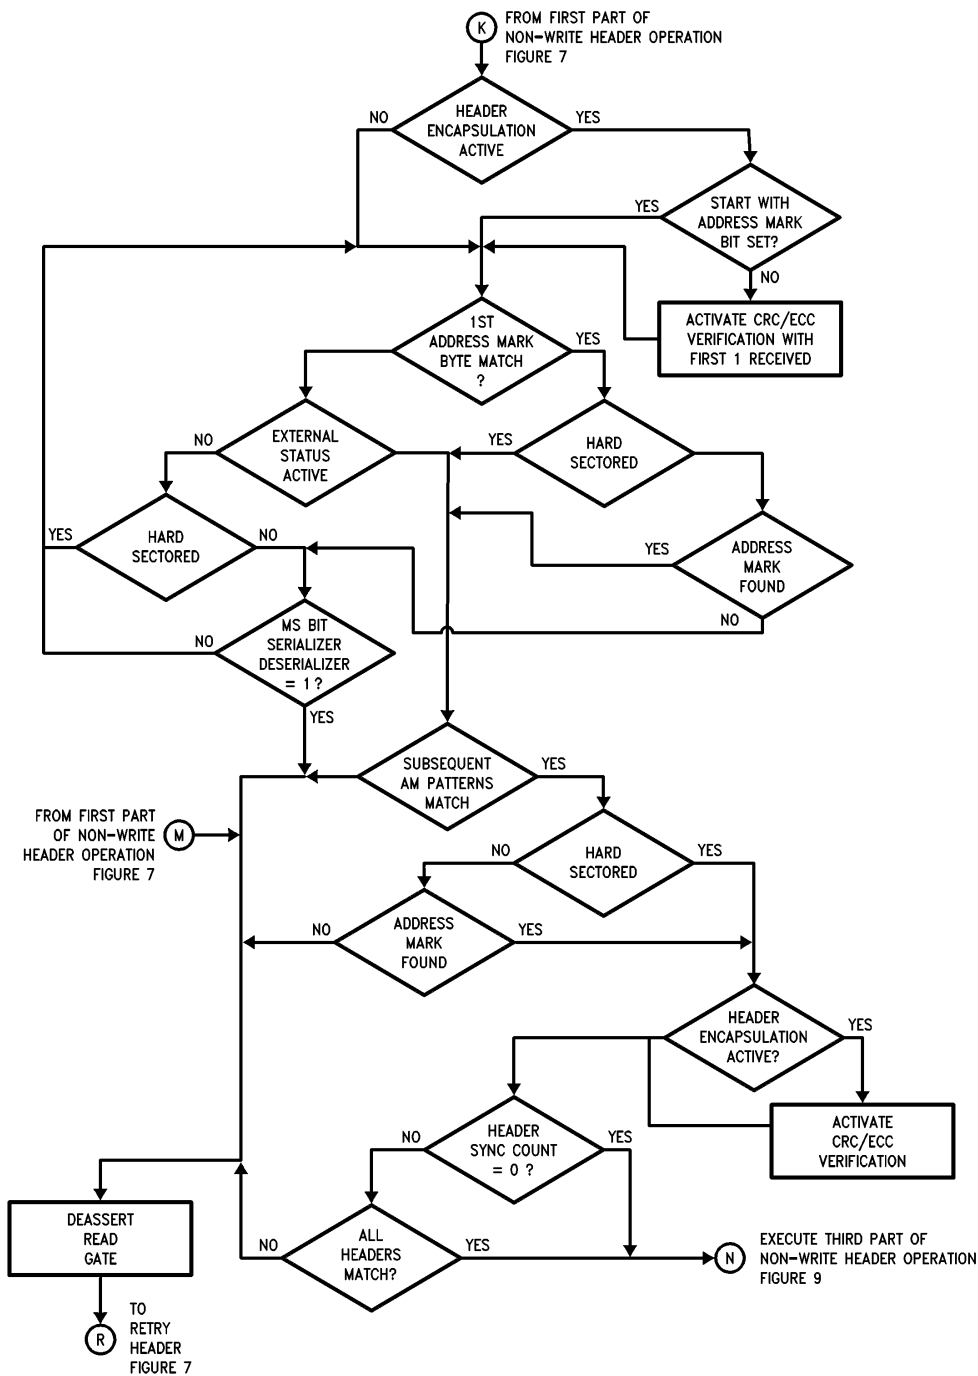 K
FROM FIRST PART OF
NON-WRITE HEADER OPERATION
FIGURE 7
HEADER
ENCAPSULATION
ACTIVE
NO
YES
START WITH
ADDRESS MARK
BIT SET?
YES
NO
ACTIVATE CRC/ECC
VERIFICATION WITH
FIRST 1 RECEIVED
1ST
ADDRESS MARK
BYTE MATCH
?
YES
EXTERNAL
STATUS
ACTIVE
NO
HARD
SECTORED
YES
HARD
SECTORED
YES
NO
ADDRESS
MARK
FOUND
YES
NO
MS BIT
SERIALIZER
DESERIALIZER
= 1 ?
NO
YES
SUBSEQUENT
AM PATTERNS
MATCH
YES
FROM FIRST PART
OF NON-WRITE
HEADER OPERATION
FIGURE 7
M
HARD
SECTORED
NO
YES
ADDRESS
MARK
FOUND
NO
YES
HEADER
ENCAPSULATION
ACTIVE?
YES
ACTIVATE
CRC/ECC
VERIFICATION
HEADER
SYNC COUNT
= 0 ?
NO
YES
ALL
HEADERS
MATCH?
NO
YES
N
EXECUTE THIRD PART OF
NON-WRITE HEADER OPERATION
FIGURE 9
DEASSERT
READ
GATE
R
TO
RETRY
HEADER
FIGURE 7